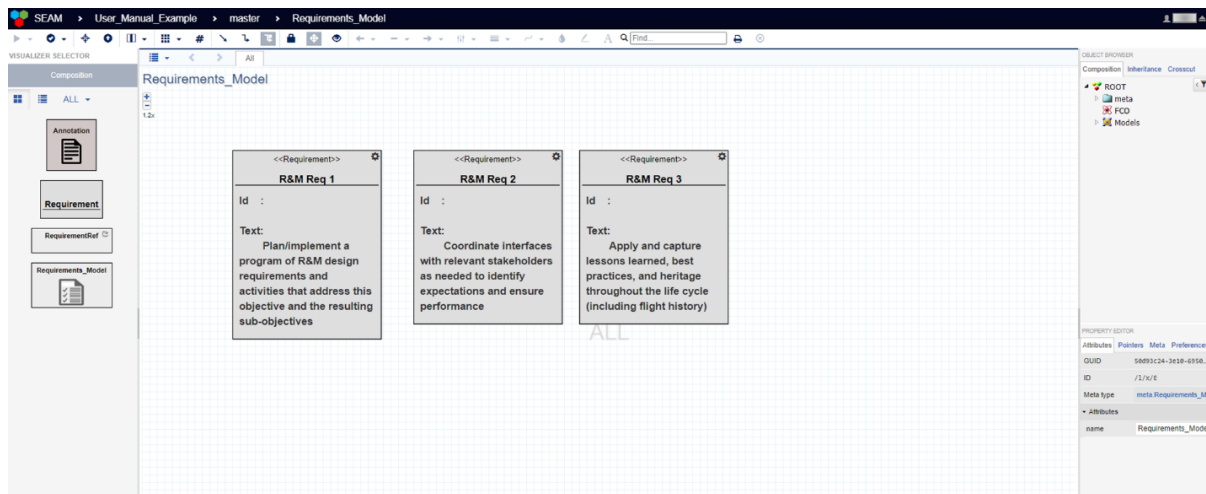 SEAM > User_Manual_Example > master > Requirements_Model
1
Find...
VISUALIZER SELECTOR
Composition
ALL
Annotation
Requirement
RequirementRef
Requirements_Model
All
Requirements_Model
1.2x
<<Requirement>>
R&M Req 1
Id :
Text:
Plan/implement a
program of R&M design
requirements and
activities that address this
objective and the resulting
sub-objectives
<<Requirement>>
R&M Req 2
Id :
Text:
Coordinate interfaces
with relevant stakeholders
as needed to identify
expectations and ensure
performance
<<Requirement>>
R&M Req 3
Id :
Text:
Apply and capture
lessons learned, best
practices, and heritage
throughout the life cycle
(including flight history)
ALL
OBJECT BROWSER
Composition Inheritance Crosscut
ROOT
meta
FCO
Models
PROPERTY EDITOR
Attributes Pointers Meta Preference
GUID
ID /I/x/E
Meta type meta.Requirements_M
Attributes
name Requirements_Mode